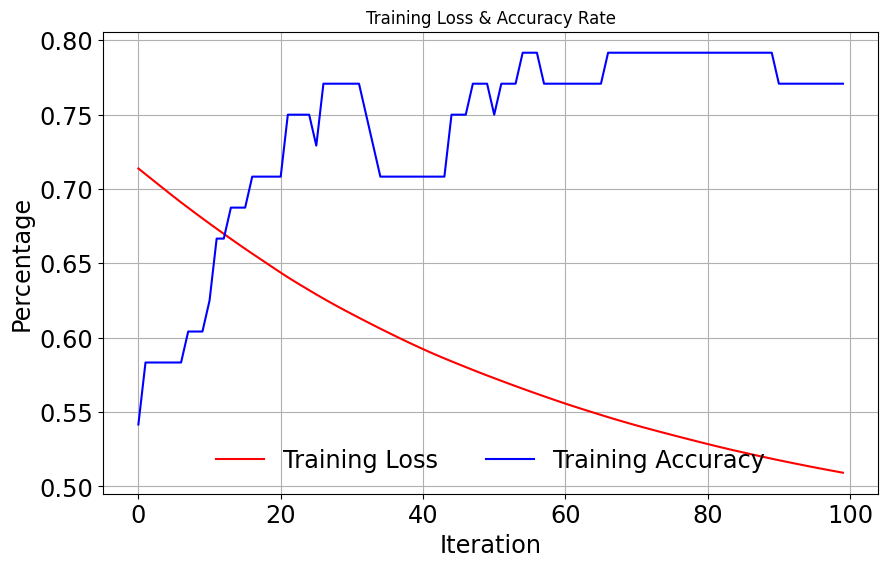 Training Loss & Accuracy Rate
Percentage
0.80
0.75
0.70
0.65
0.60
0.55
0.50
Training Loss Training Accuracy
0 20 40 60 80 100
Iteration